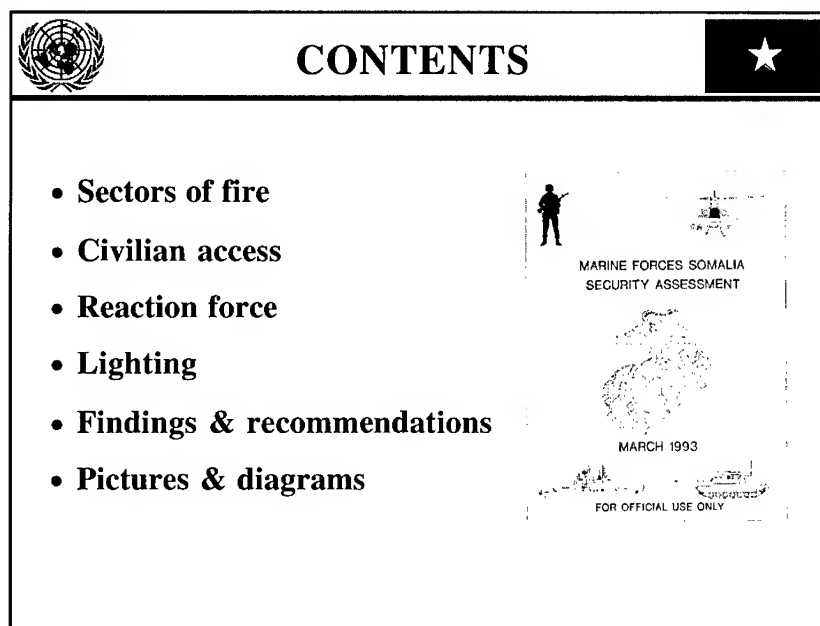 CONTENTS
• Sectors of fire
• Civilian access
• Reaction force
• Lighting
• Findings & recommendations
• Pictures & diagrams
MARINE FORCES SOMALIA
SECURITY ASSESSMENT
MARCH 1993
FOR OFFICIAL USE ONLY